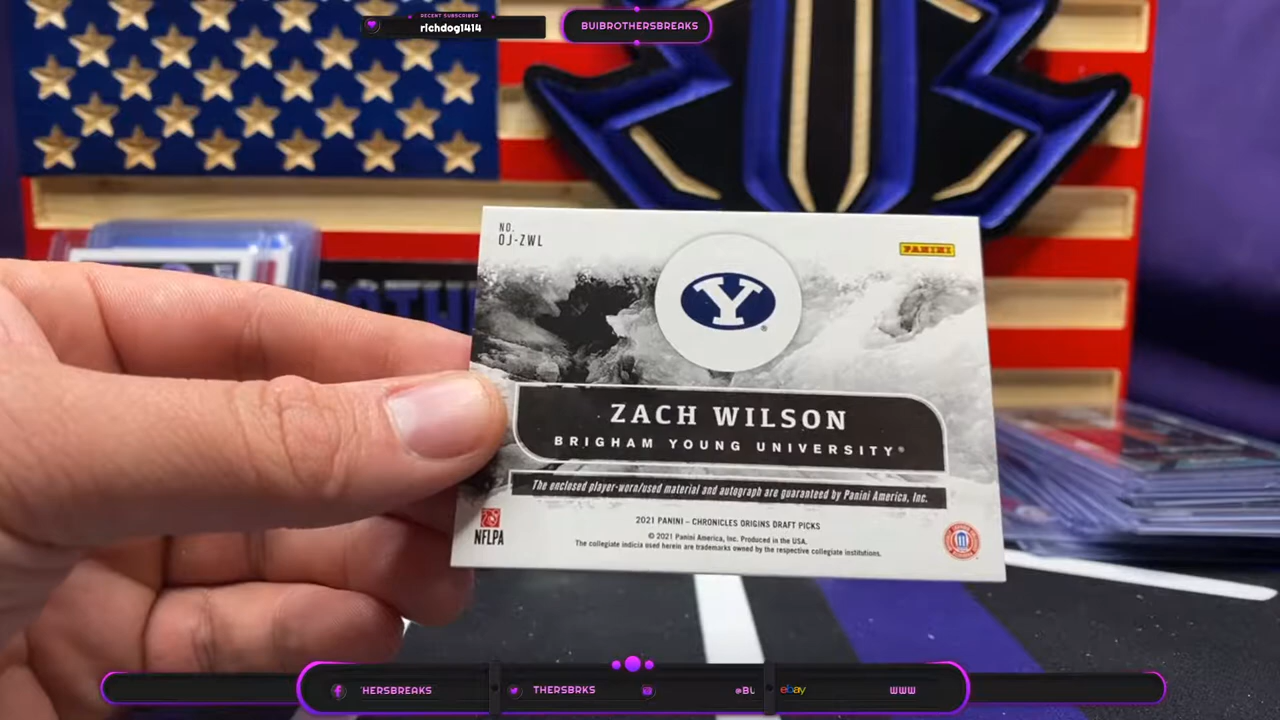 RECENT SUBSCRIBER
richdog1414
BUIBROTHERSBREAKS
NO.
OJ-ZWL
PANINI
Y
ZACH WILSON
BRIGHAM YOUNG UNIVERSITY®
The enclosed player-worn/used material and autograph are guaranteed by Panini America, Inc.
2021 PANINI – CHRONICLES ORIGINS DRAFT PICKS
© 2021 Panini America, Inc. Produced in the USA.
The collegiate indicia used herein are trademarks owned by the respective collegiate institutions.
NFLPA
HERSBREAKS
THERSBRKS
@BL
ebay
WWW